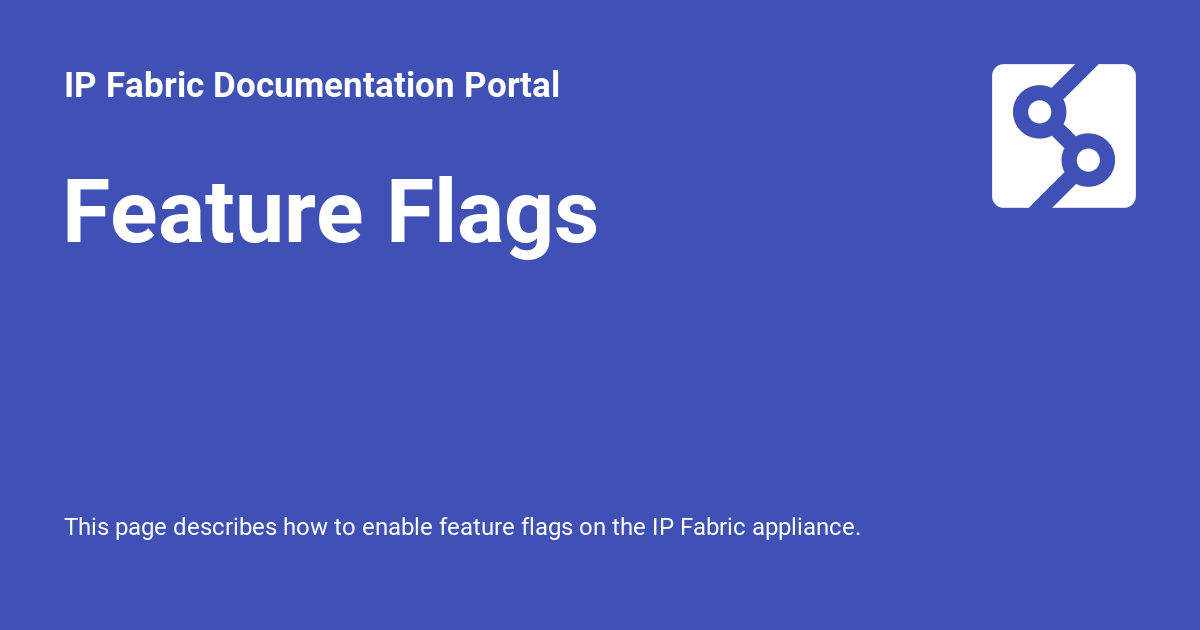 IP Fabric Documentation Portal
Feature Flags
This page describes how to enable feature flags on the IP Fabric appliance.